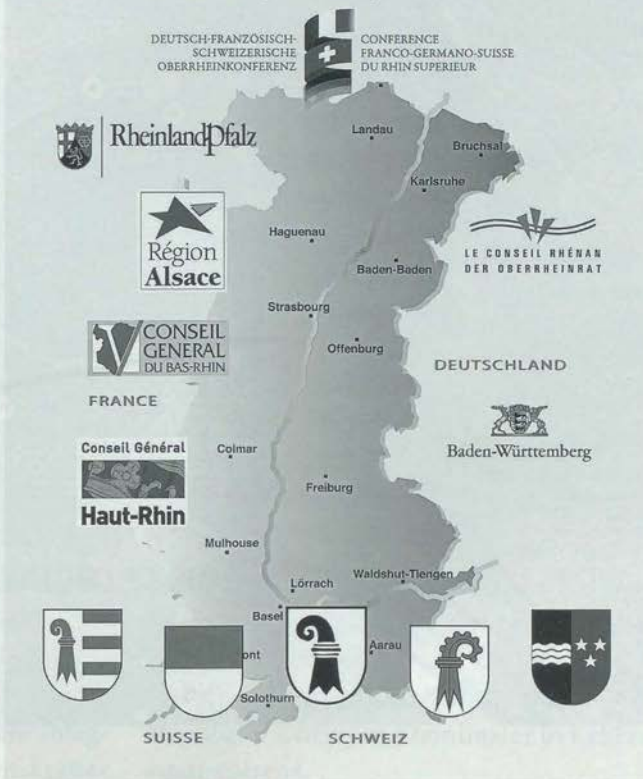 DEUTSCH-FRANZÖSISCH-
SCHWEIZERISCHE
OBERRHEINKONFERENZ
CONFERENCE
FRANCO-GERMANO-SUISSE
DU RHIN SUPERIEUR
RheinlandPfalz
Landau
Bruchsal
Karlsruhe
Région
Alsace
Haguenau
LE CONSEIL RHÉNAN
DER OBERRHEINRAT
Baden-Baden
Strasbourg
CONSEIL
GENERAL
DU BAS-RHIN
Offenburg
DEUTSCHLAND
FRANCE
Baden-Württemberg
Conseil Général
Haut-Rhin
Colmar
Freiburg
Mulhouse
Waldshut-Tiengen
Lörrach
Basel
Aarau
ont
Solothurn
SUISSE
SCHWEIZ